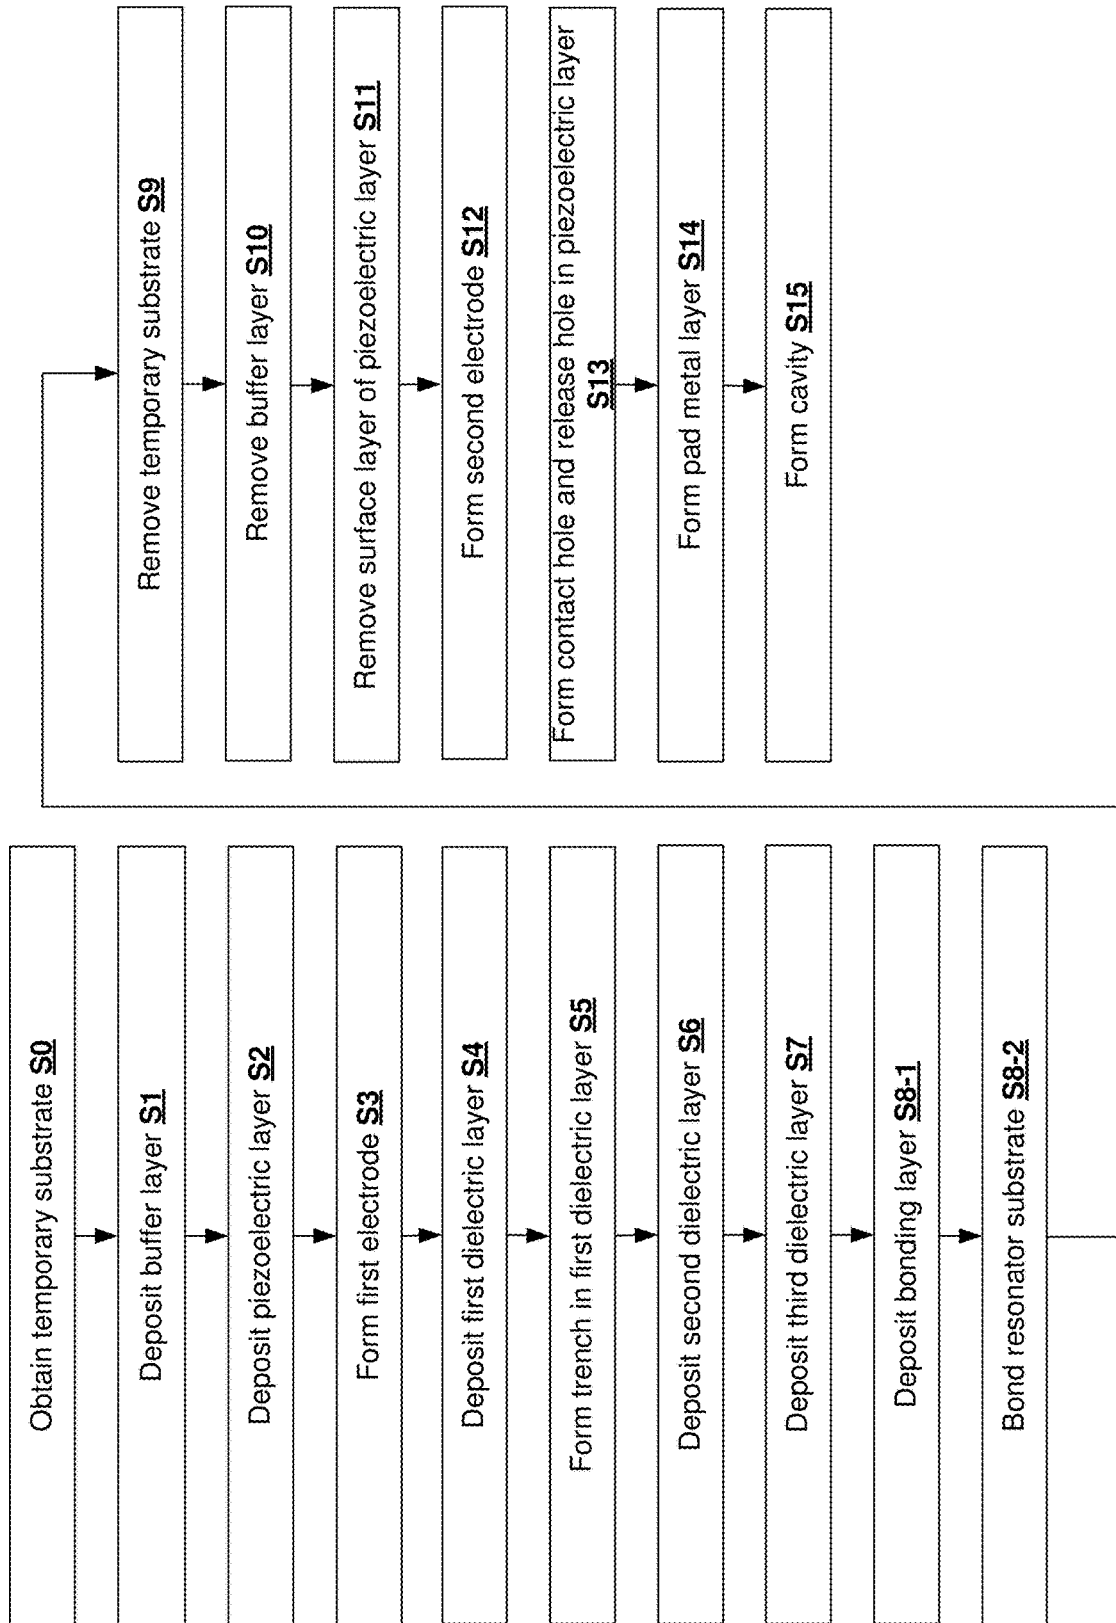 Obtain temporary substrate S0
Deposit buffer layer S1
Deposit piezoelectric layer S2
Form first electrode S3
Deposit first dielectric layer S4
Form trench in first dielectric layer S5
Deposit second dielectric layer S6
Deposit third dielectric layer S7
Deposit bonding layer S8-1
Bond resonator substrate S8-2
Remove temporary substrate S9
Remove buffer layer S10
Remove surface layer of piezoelectric layer S11
Form second electrode S12
Form contact hole and release hole in piezoelectric layer
S13
Form pad metal layer S14
Form cavity S15